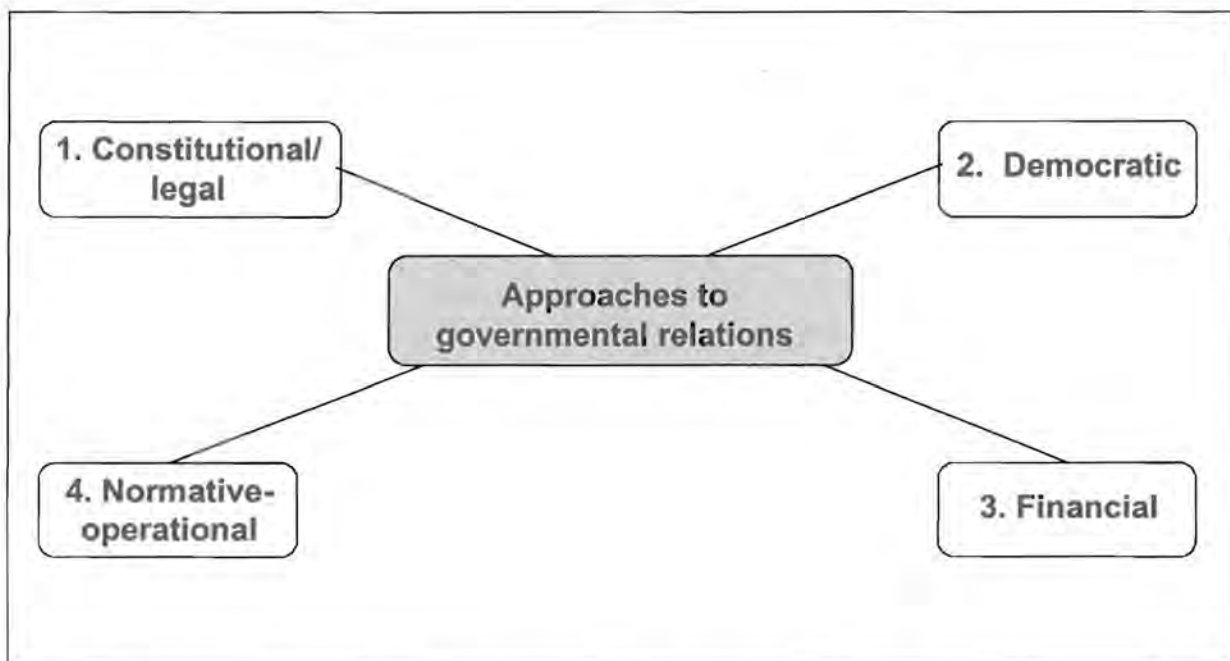 1. Constitutional/
legal
2. Democratic
Approaches to
governmental relations
4. Normative-
operational
3. Financial